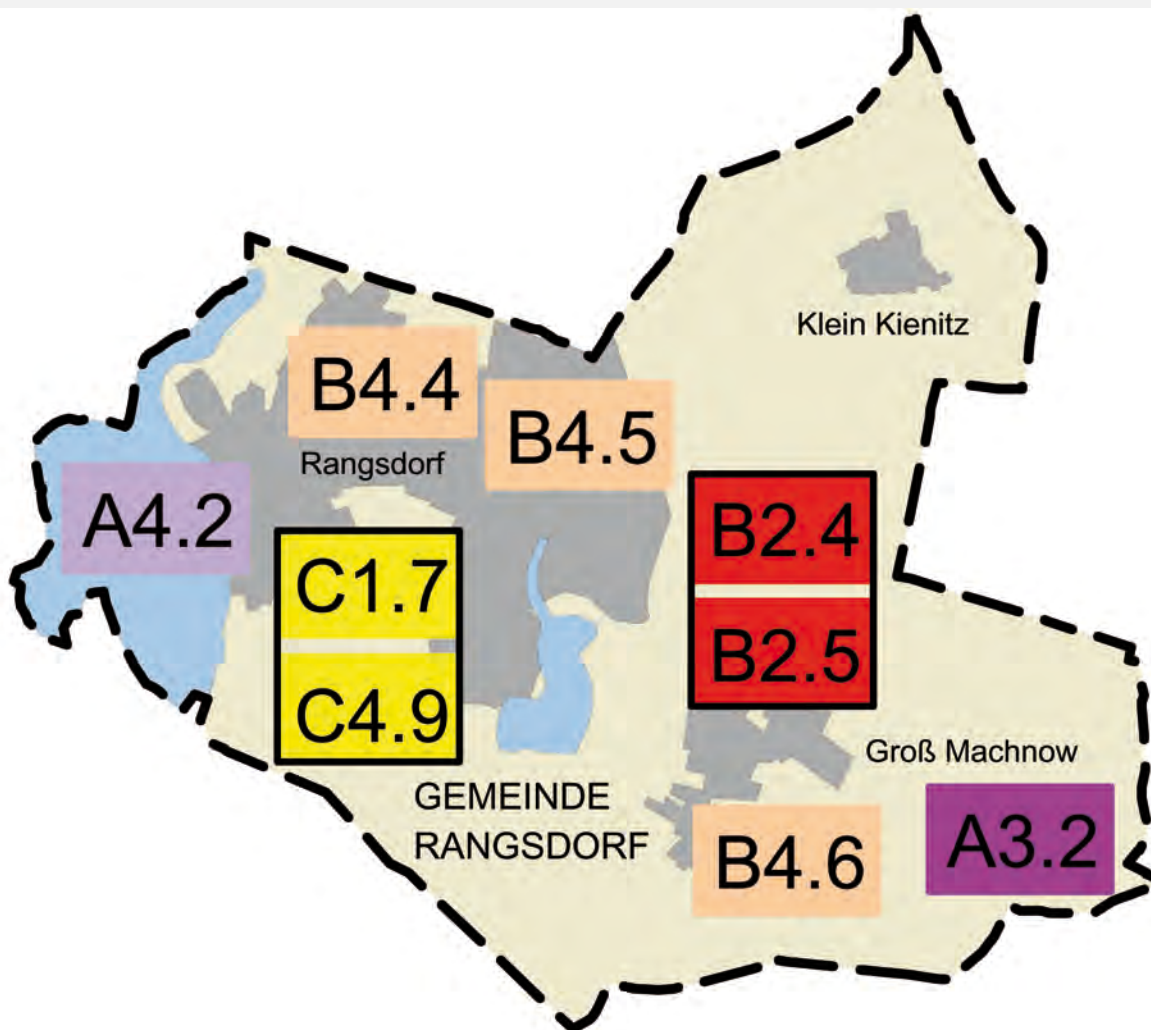 Klein Kienitz
B4.4
B4.5
Rangsdorf
A4.2
B2.4
C1.7
B2.5
C4.9
Groß Machnow
GEMEINDE
RANGSDORF
A3.2
B4.6